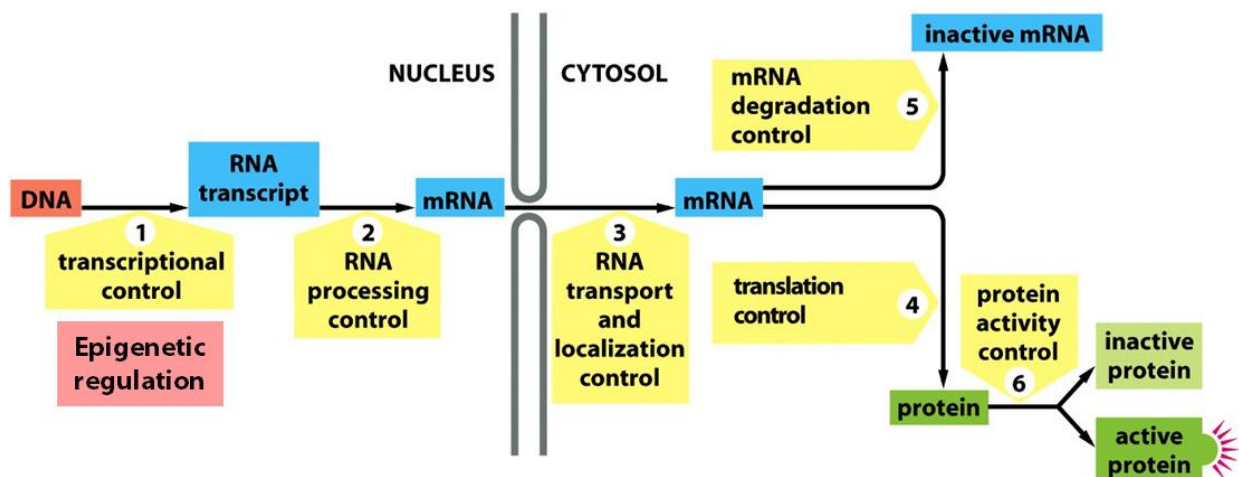 NUCLEUS
CYTOSOL
DNA
1
transcriptional
control
Epigenetic
regulation
RNA
transcript
2
RNA
processing
control
mRNA
3
RNA
transport
and
localization
control
mRNA
mRNA
degradation
control
5
inactive mRNA
translation
control
4
protein
protein
activity
control
6
inactive
protein
active
protein